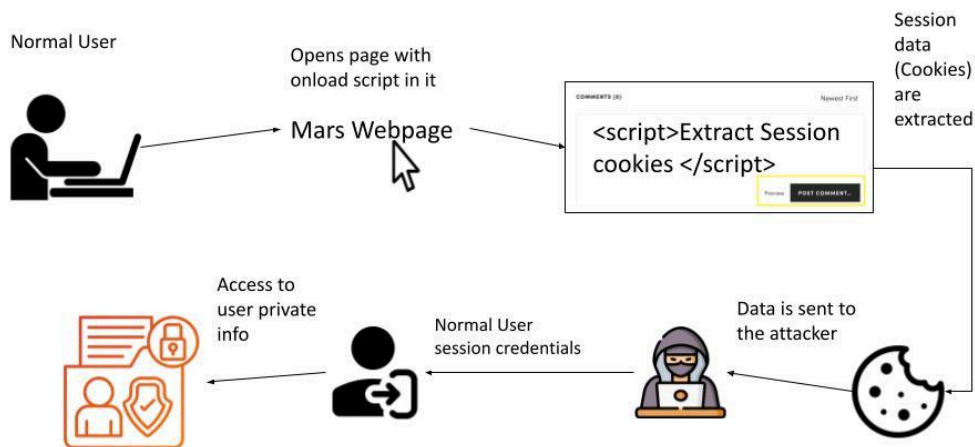 Normal User
Opens page with
onload script in it
Mars Webpage
COMMENTS (0)
Newest First
<script>Extract Session
cookies </script>
Preview
POST COMMENT...
Session
data
(Cookies)
are
extracted
Data is sent to
the attacker
Normal User
session credentials
Access to
user private
info